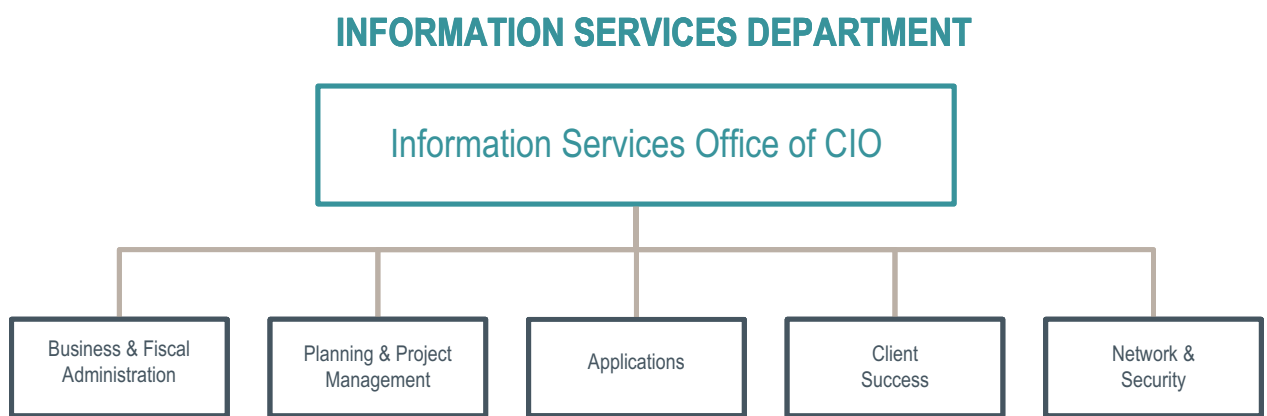 INFORMATION SERVICES DEPARTMENT
Information Services Office of CIO
Business & Fiscal
Administration
Planning & Project
Management
Applications
Client
Success
Network &
Security